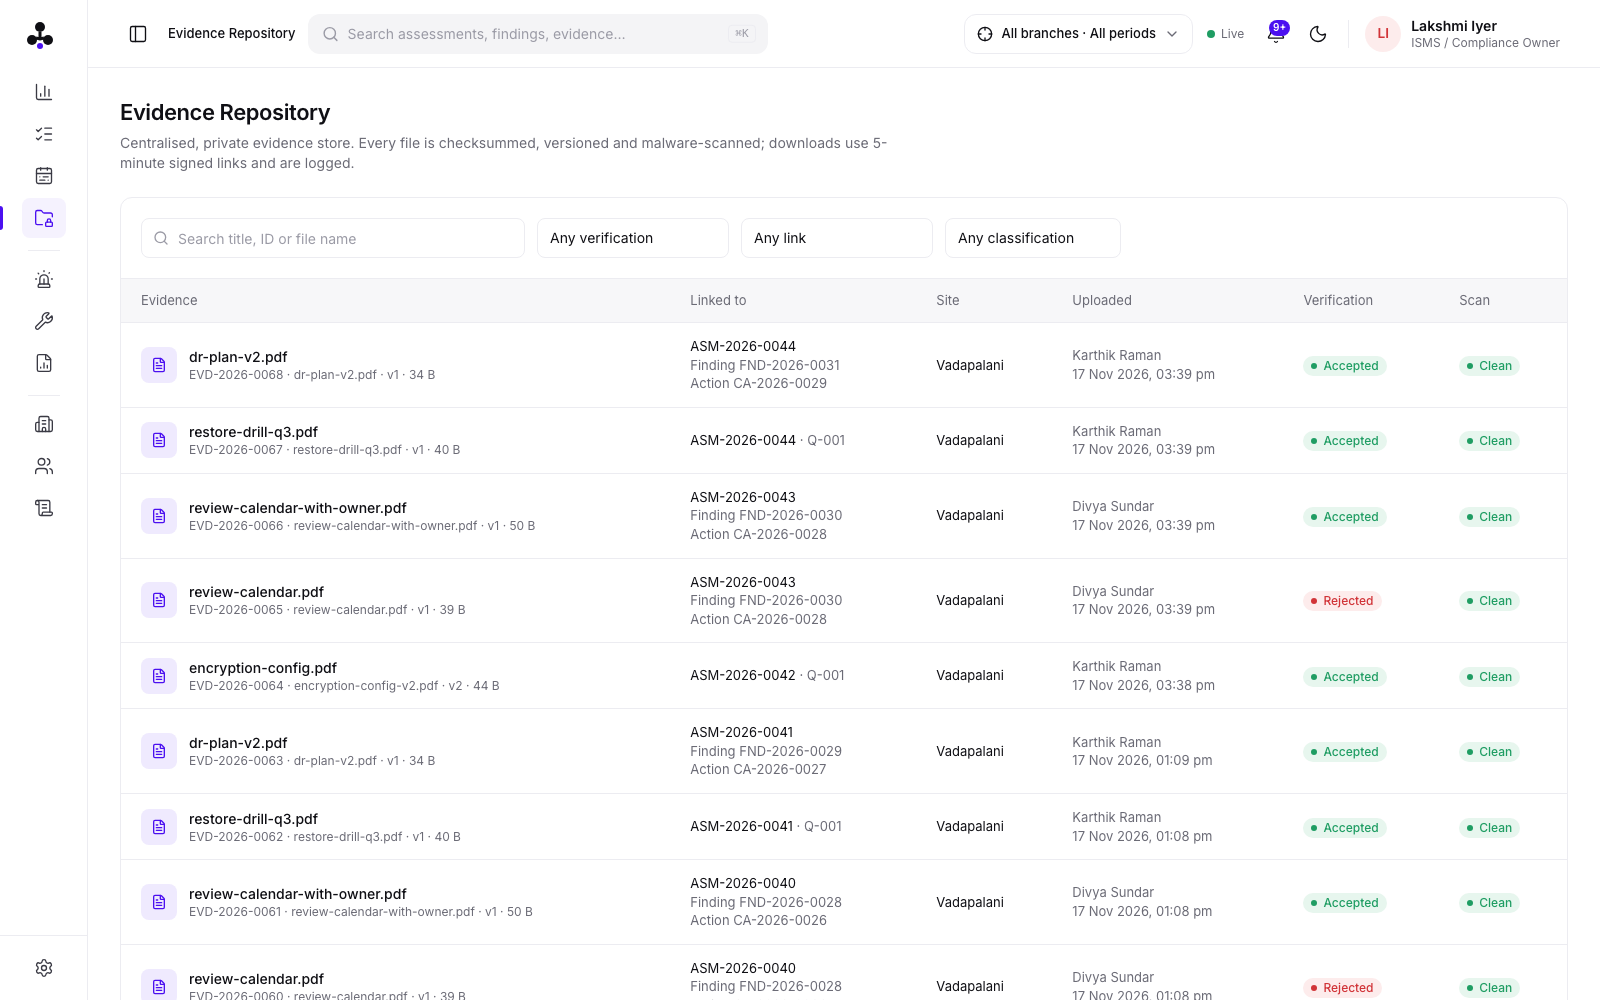 Evidence Repository
Search assessments, findings, evidence...
⌘K
All branches · All periods
Live
9+
LI
Lakshmi Iyer
ISMS / Compliance Owner
Evidence Repository
Centralised, private evidence store. Every file is checksummed, versioned and malware-scanned; downloads use 5-
minute signed links and are logged.
Search title, ID or file name
Any verification
Any link
Any classification
Evidence
Linked to
Site
Uploaded
Verification
Scan
dr-plan-v2.pdf
EVD-2026-0068 · dr-plan-v2.pdf · v1 · 34 B
ASM-2026-0044
Finding FND-2026-0031
Action CA-2026-0029
Vadapalani
Karthik Raman
17 Nov 2026, 03:39 pm
Accepted
Clean
restore-drill-q3.pdf
EVD-2026-0067 · restore-drill-q3.pdf · v1 · 40 B
ASM-2026-0044 · Q-001
Vadapalani
Karthik Raman
17 Nov 2026, 03:39 pm
Accepted
Clean
review-calendar-with-owner.pdf
EVD-2026-0066 · review-calendar-with-owner.pdf · v1 · 50 B
ASM-2026-0043
Finding FND-2026-0030
Action CA-2026-0028
Vadapalani
Divya Sundar
17 Nov 2026, 03:39 pm
Accepted
Clean
review-calendar.pdf
EVD-2026-0065 · review-calendar.pdf · v1 · 39 B
ASM-2026-0043
Finding FND-2026-0030
Action CA-2026-0028
Vadapalani
Divya Sundar
17 Nov 2026, 03:39 pm
Rejected
Clean
encryption-config.pdf
EVD-2026-0064 · encryption-config-v2.pdf · v2 · 44 B
ASM-2026-0042 · Q-001
Vadapalani
Karthik Raman
17 Nov 2026, 03:38 pm
Accepted
Clean
dr-plan-v2.pdf
EVD-2026-0063 · dr-plan-v2.pdf · v1 · 34 B
ASM-2026-0041
Finding FND-2026-0029
Action CA-2026-0027
Vadapalani
Karthik Raman
17 Nov 2026, 01:09 pm
Accepted
Clean
restore-drill-q3.pdf
EVD-2026-0062 · restore-drill-q3.pdf · v1 · 40 B
ASM-2026-0041 · Q-001
Vadapalani
Karthik Raman
17 Nov 2026, 01:08 pm
Accepted
Clean
review-calendar-with-owner.pdf
EVD-2026-0061 · review-calendar-with-owner.pdf · v1 · 50 B
ASM-2026-0040
Finding FND-2026-0028
Action CA-2026-0026
Vadapalani
Divya Sundar
17 Nov 2026, 01:08 pm
Accepted
Clean
review-calendar.pdf
EVD-2026-0060 · review-calendar.pdf · v1 · 39 B
ASM-2026-0040
Finding FND-2026-0028
Vadapalani
Divya Sundar
17 Nov 2026, 01:08 pm
Rejected
Clean